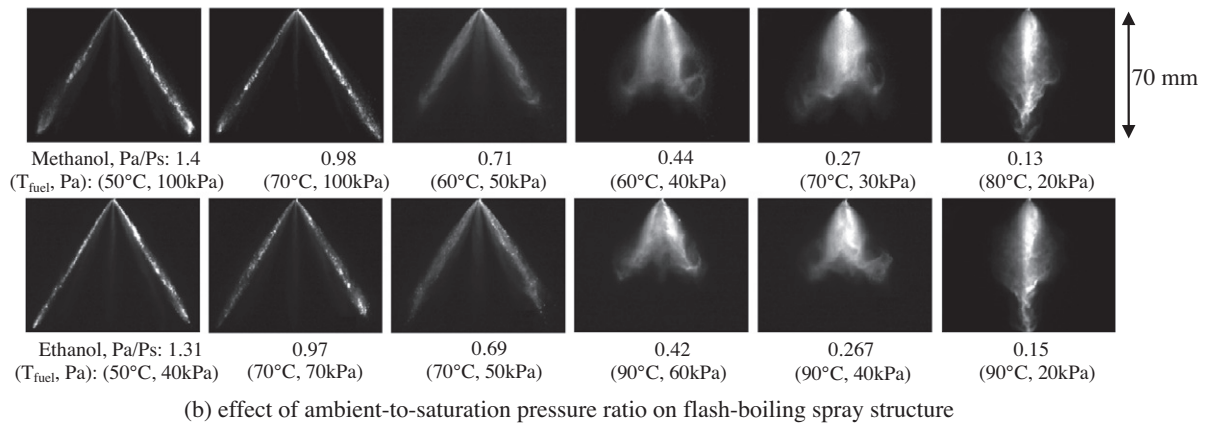 70 mm
Methanol, Pa/Ps: 1.4 0.98 0.71 0.44 0.27 0.13
(Tfuel, Pa): (50°C, 100kPa) (70°C, 100kPa) (60°C, 50kPa) (60°C, 40kPa) (70°C, 30kPa) (80°C, 20kPa)
Ethanol, Pa/Ps: 1.31 0.97 0.69 0.42 0.267 0.15
(Tfuel, Pa): (50°C, 40kPa) (70°C, 70kPa) (70°C, 50kPa) (90°C, 60kPa) (90°C, 40kPa) (90°C, 20kPa)
(b) effect of ambient-to-saturation pressure ratio on flash-boiling spray structure